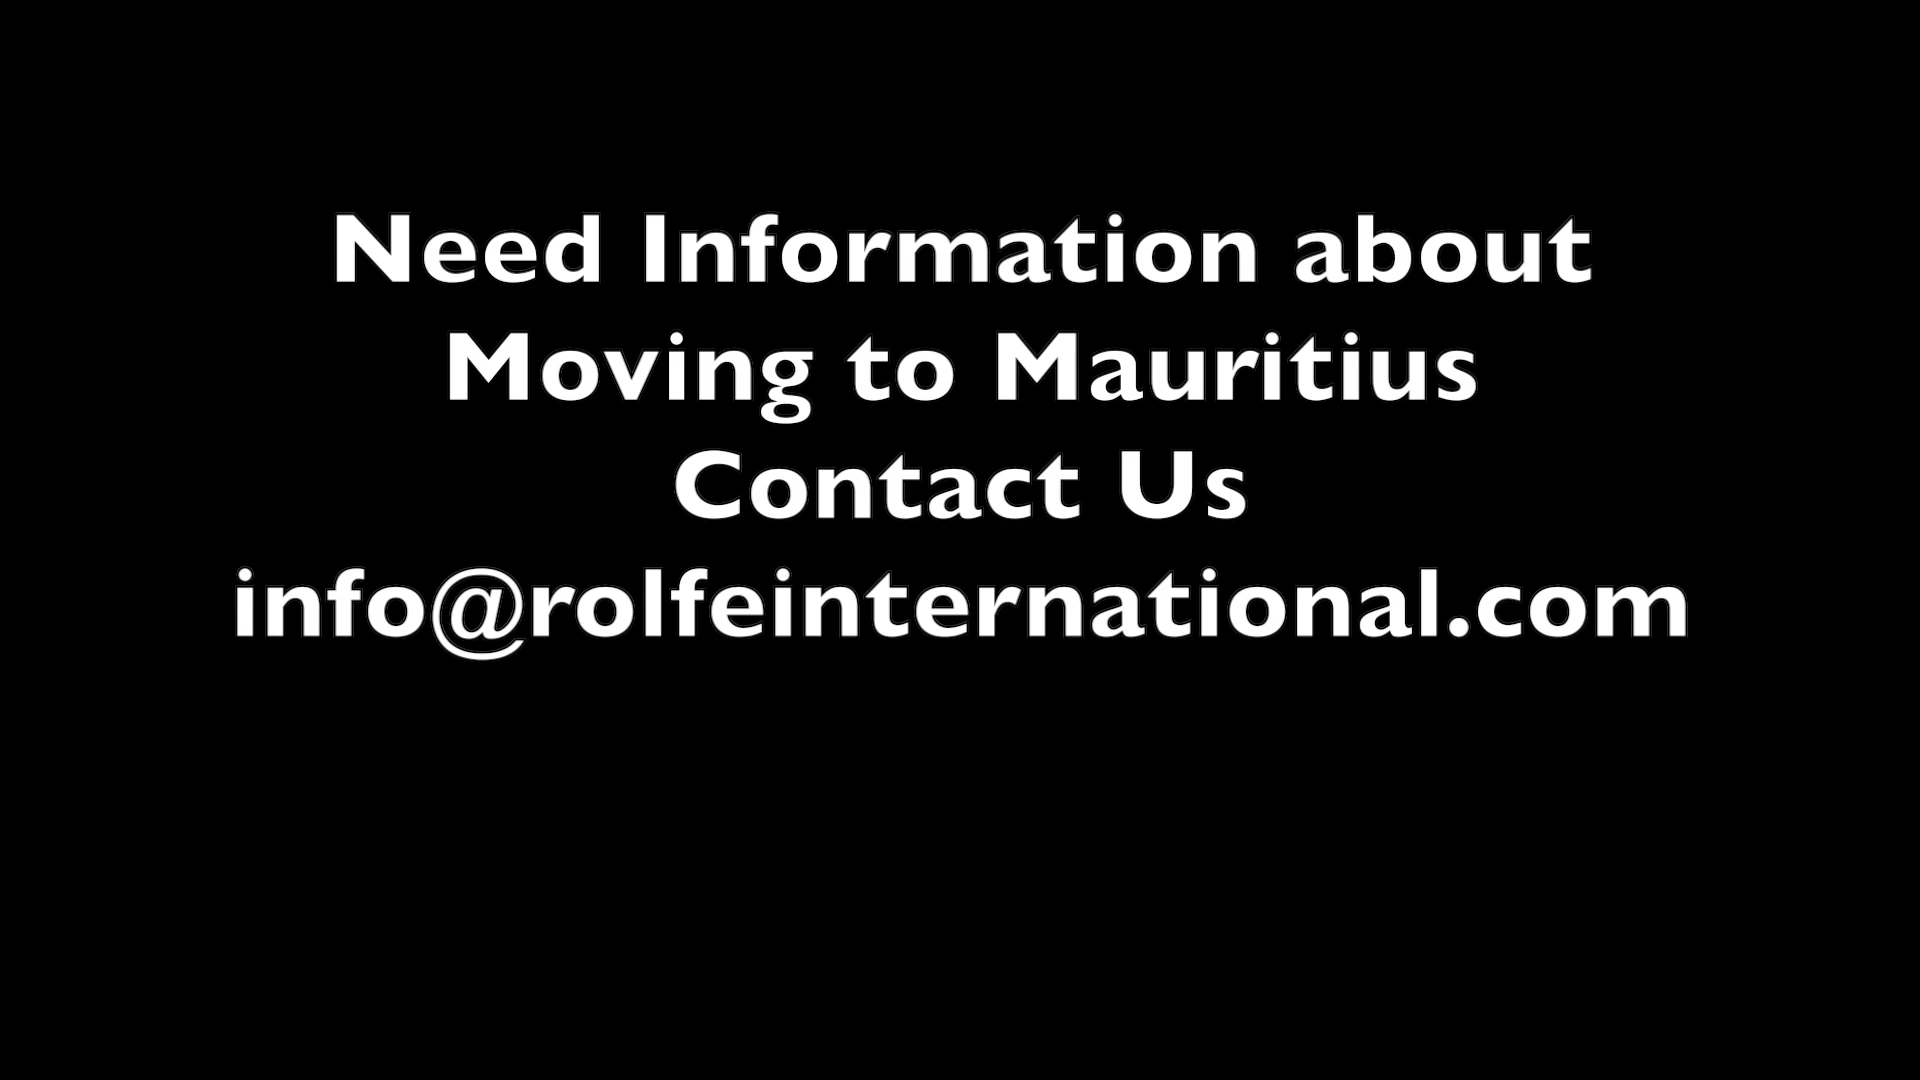 Need Information about
Moving to Mauritius
Contact Us
info@rolfeinternational.com